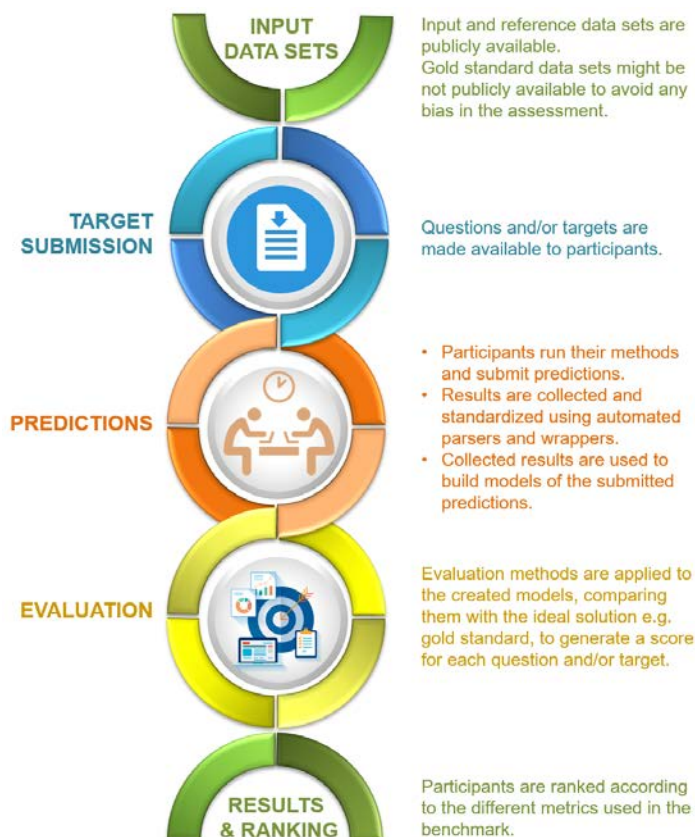 INPUT
DATA SETS
Input and reference data sets are
publicly available.
Gold standard data sets might be
not publicly available to avoid any
bias in the assessment.
TARGET
SUBMISSION
Questions and/or targets are
made available to participants.
PREDICTIONS
• Participants run their methods
and submit predictions.
• Results are collected and
standardized using automated
parsers and wrappers.
• Collected results are used to
build models of the submitted
predictions.
EVALUATION
Evaluation methods are applied to
the created models, comparing
them with the ideal solution e.g.
gold standard, to generate a score
for each question and/or target.
RESULTS
& RANKING
Participants are ranked according
to the different metrics used in the
benchmark.